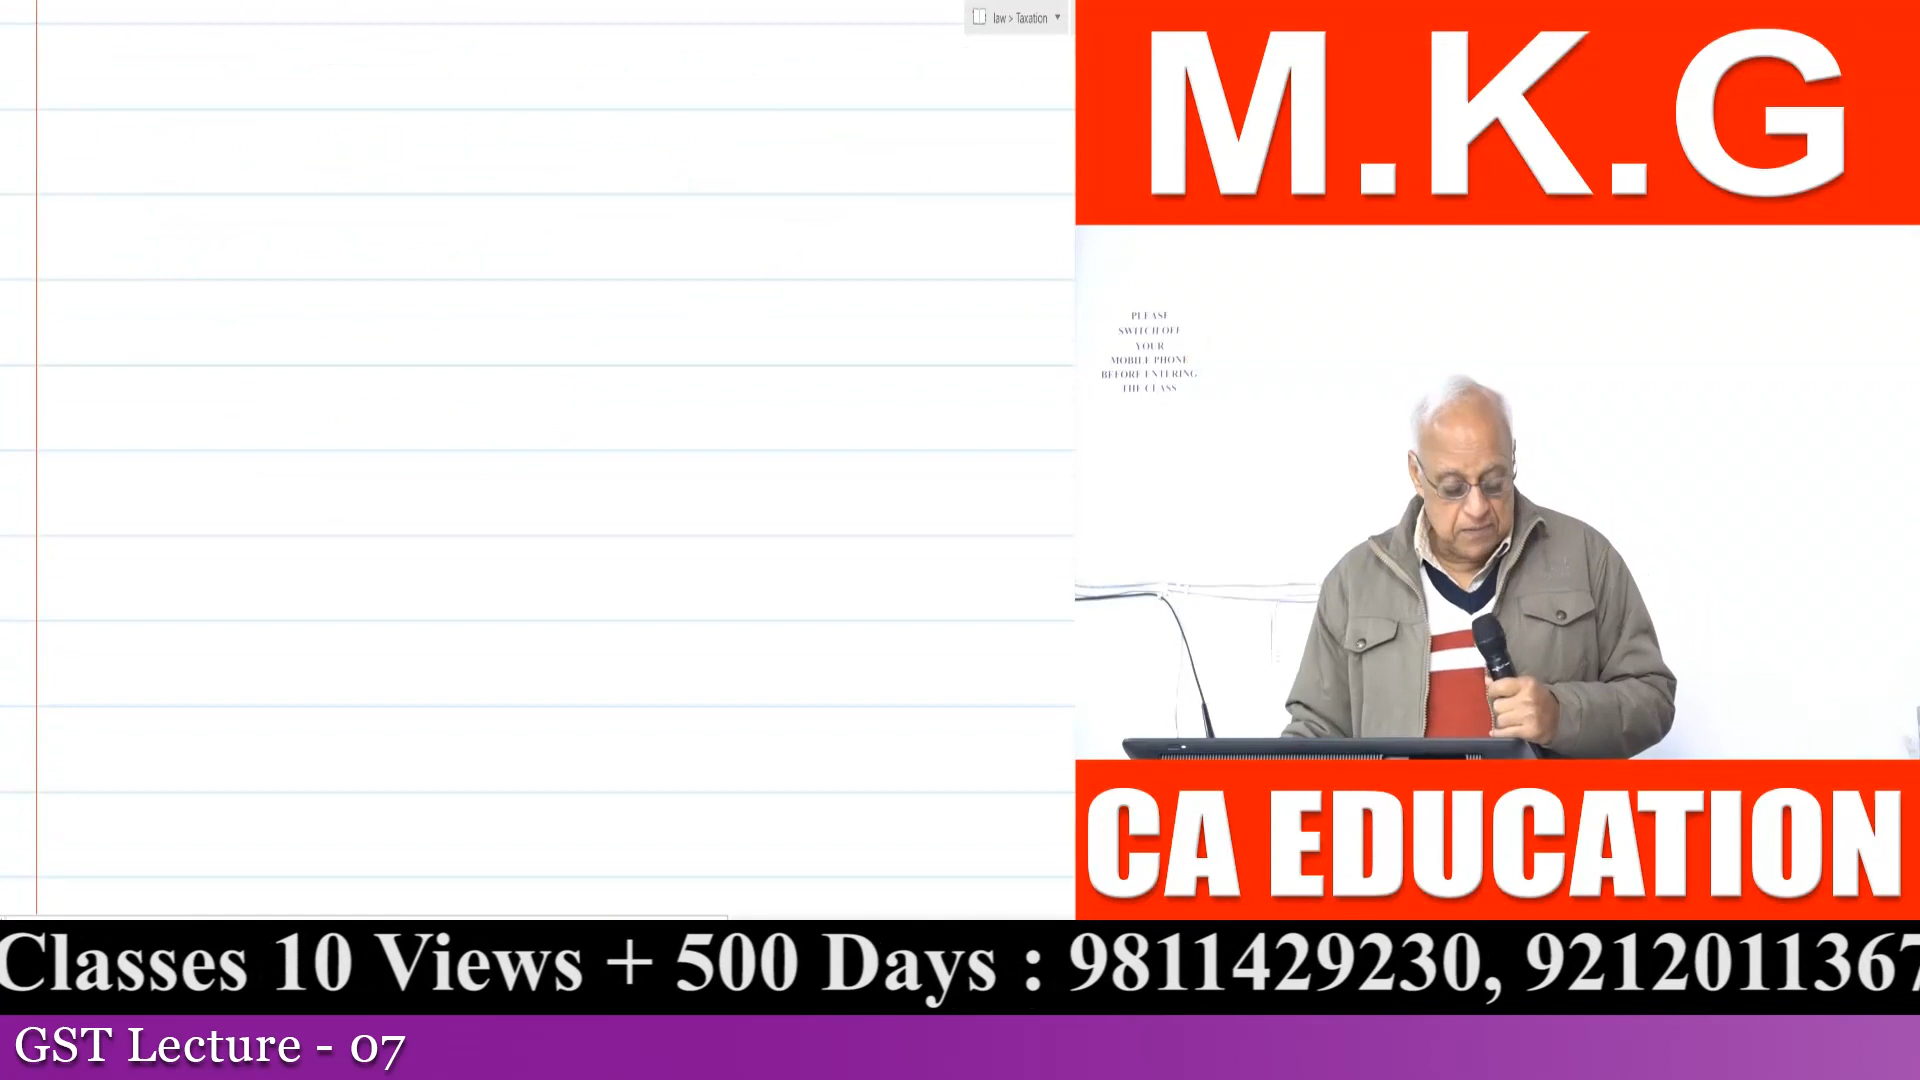 law > Taxation
M.K.G
PLEASE
SWITCH OFF
YOUR
MOBILE PHONE
BEFORE ENTERING
THE CLASS
CA EDUCATION
Classes 10 Views + 500 Days : 9811429230, 9212011367
GST Lecture - 07